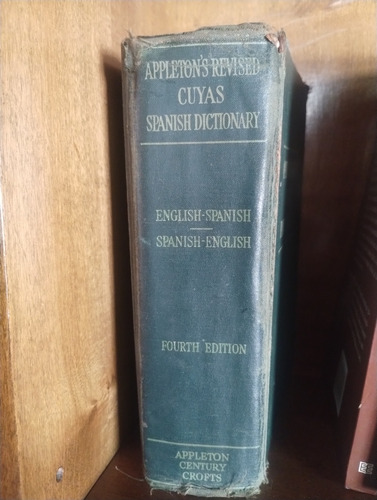 APPLETON'S REVISED
CUYAS
SPANISH DICTIONARY
ENGLISH-SPANISH
SPANISH-ENGLISH
FOURTH EDITION
APPLETON
CENTURY
CROFTS